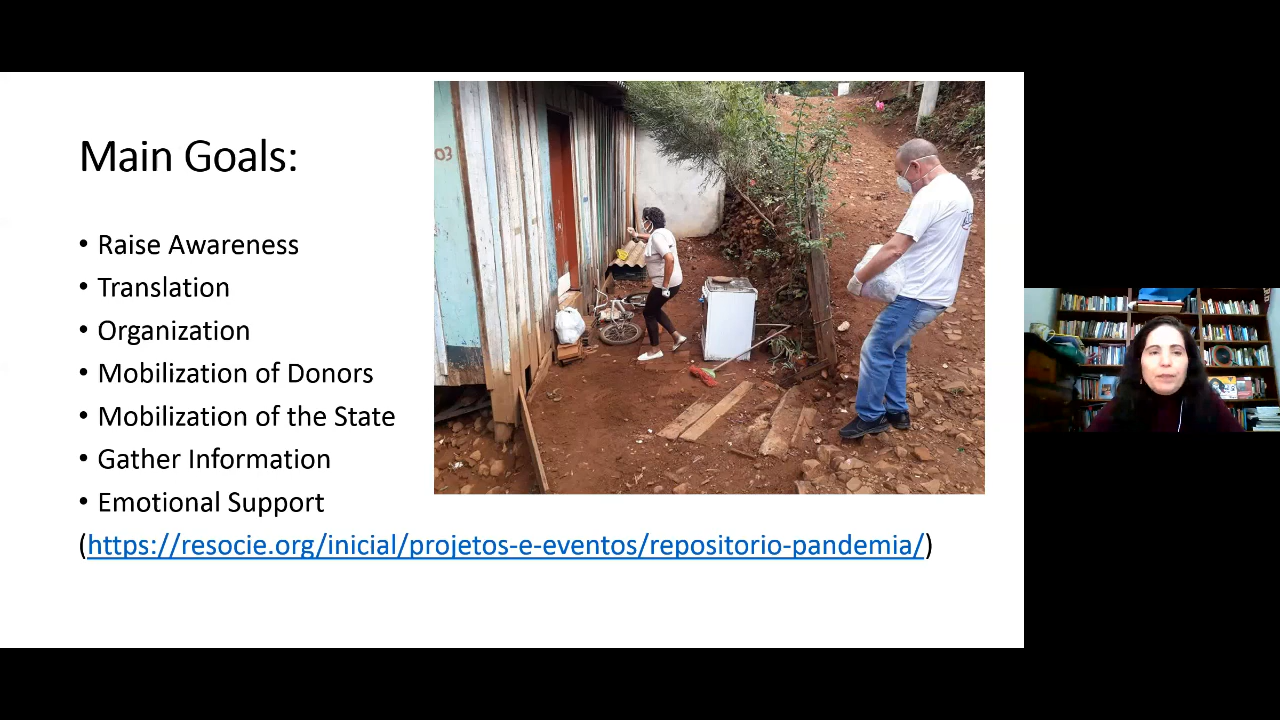 Main Goals:
• Raise Awareness
• Translation
• Organization
• Mobilization of Donors
• Mobilization of the State
• Gather Information
• Emotional Support
(https://resocie.org/inicial/projetos-e-eventos/repositorio-pandemia/)
03